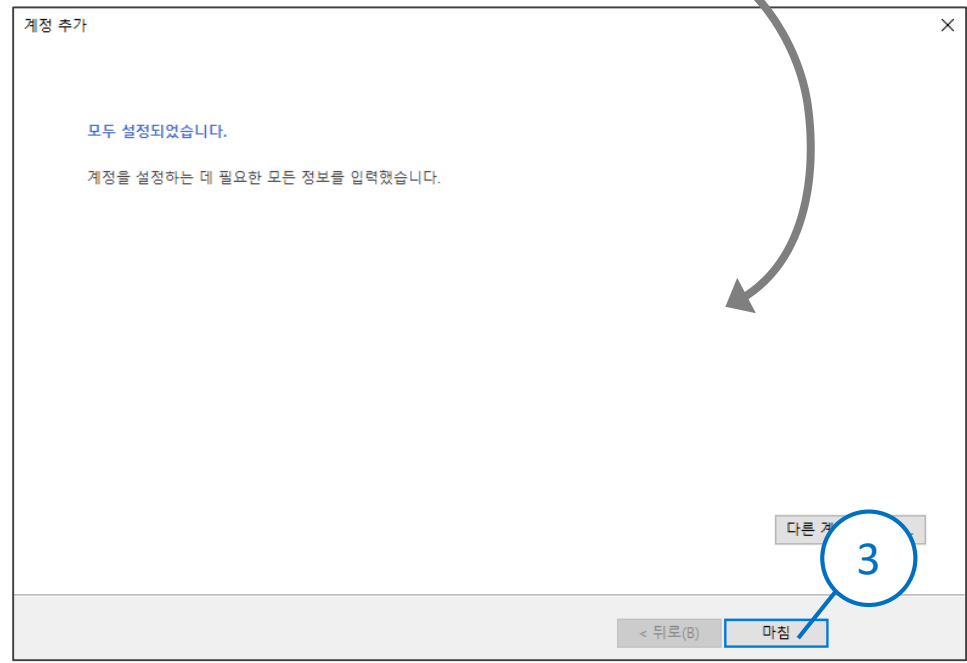 계정 추가
모두 설정되었습니다.
계정을 설정하는 데 필요한 모든 정보를 입력했습니다.
다른
3
< 뒤로(B)
마침